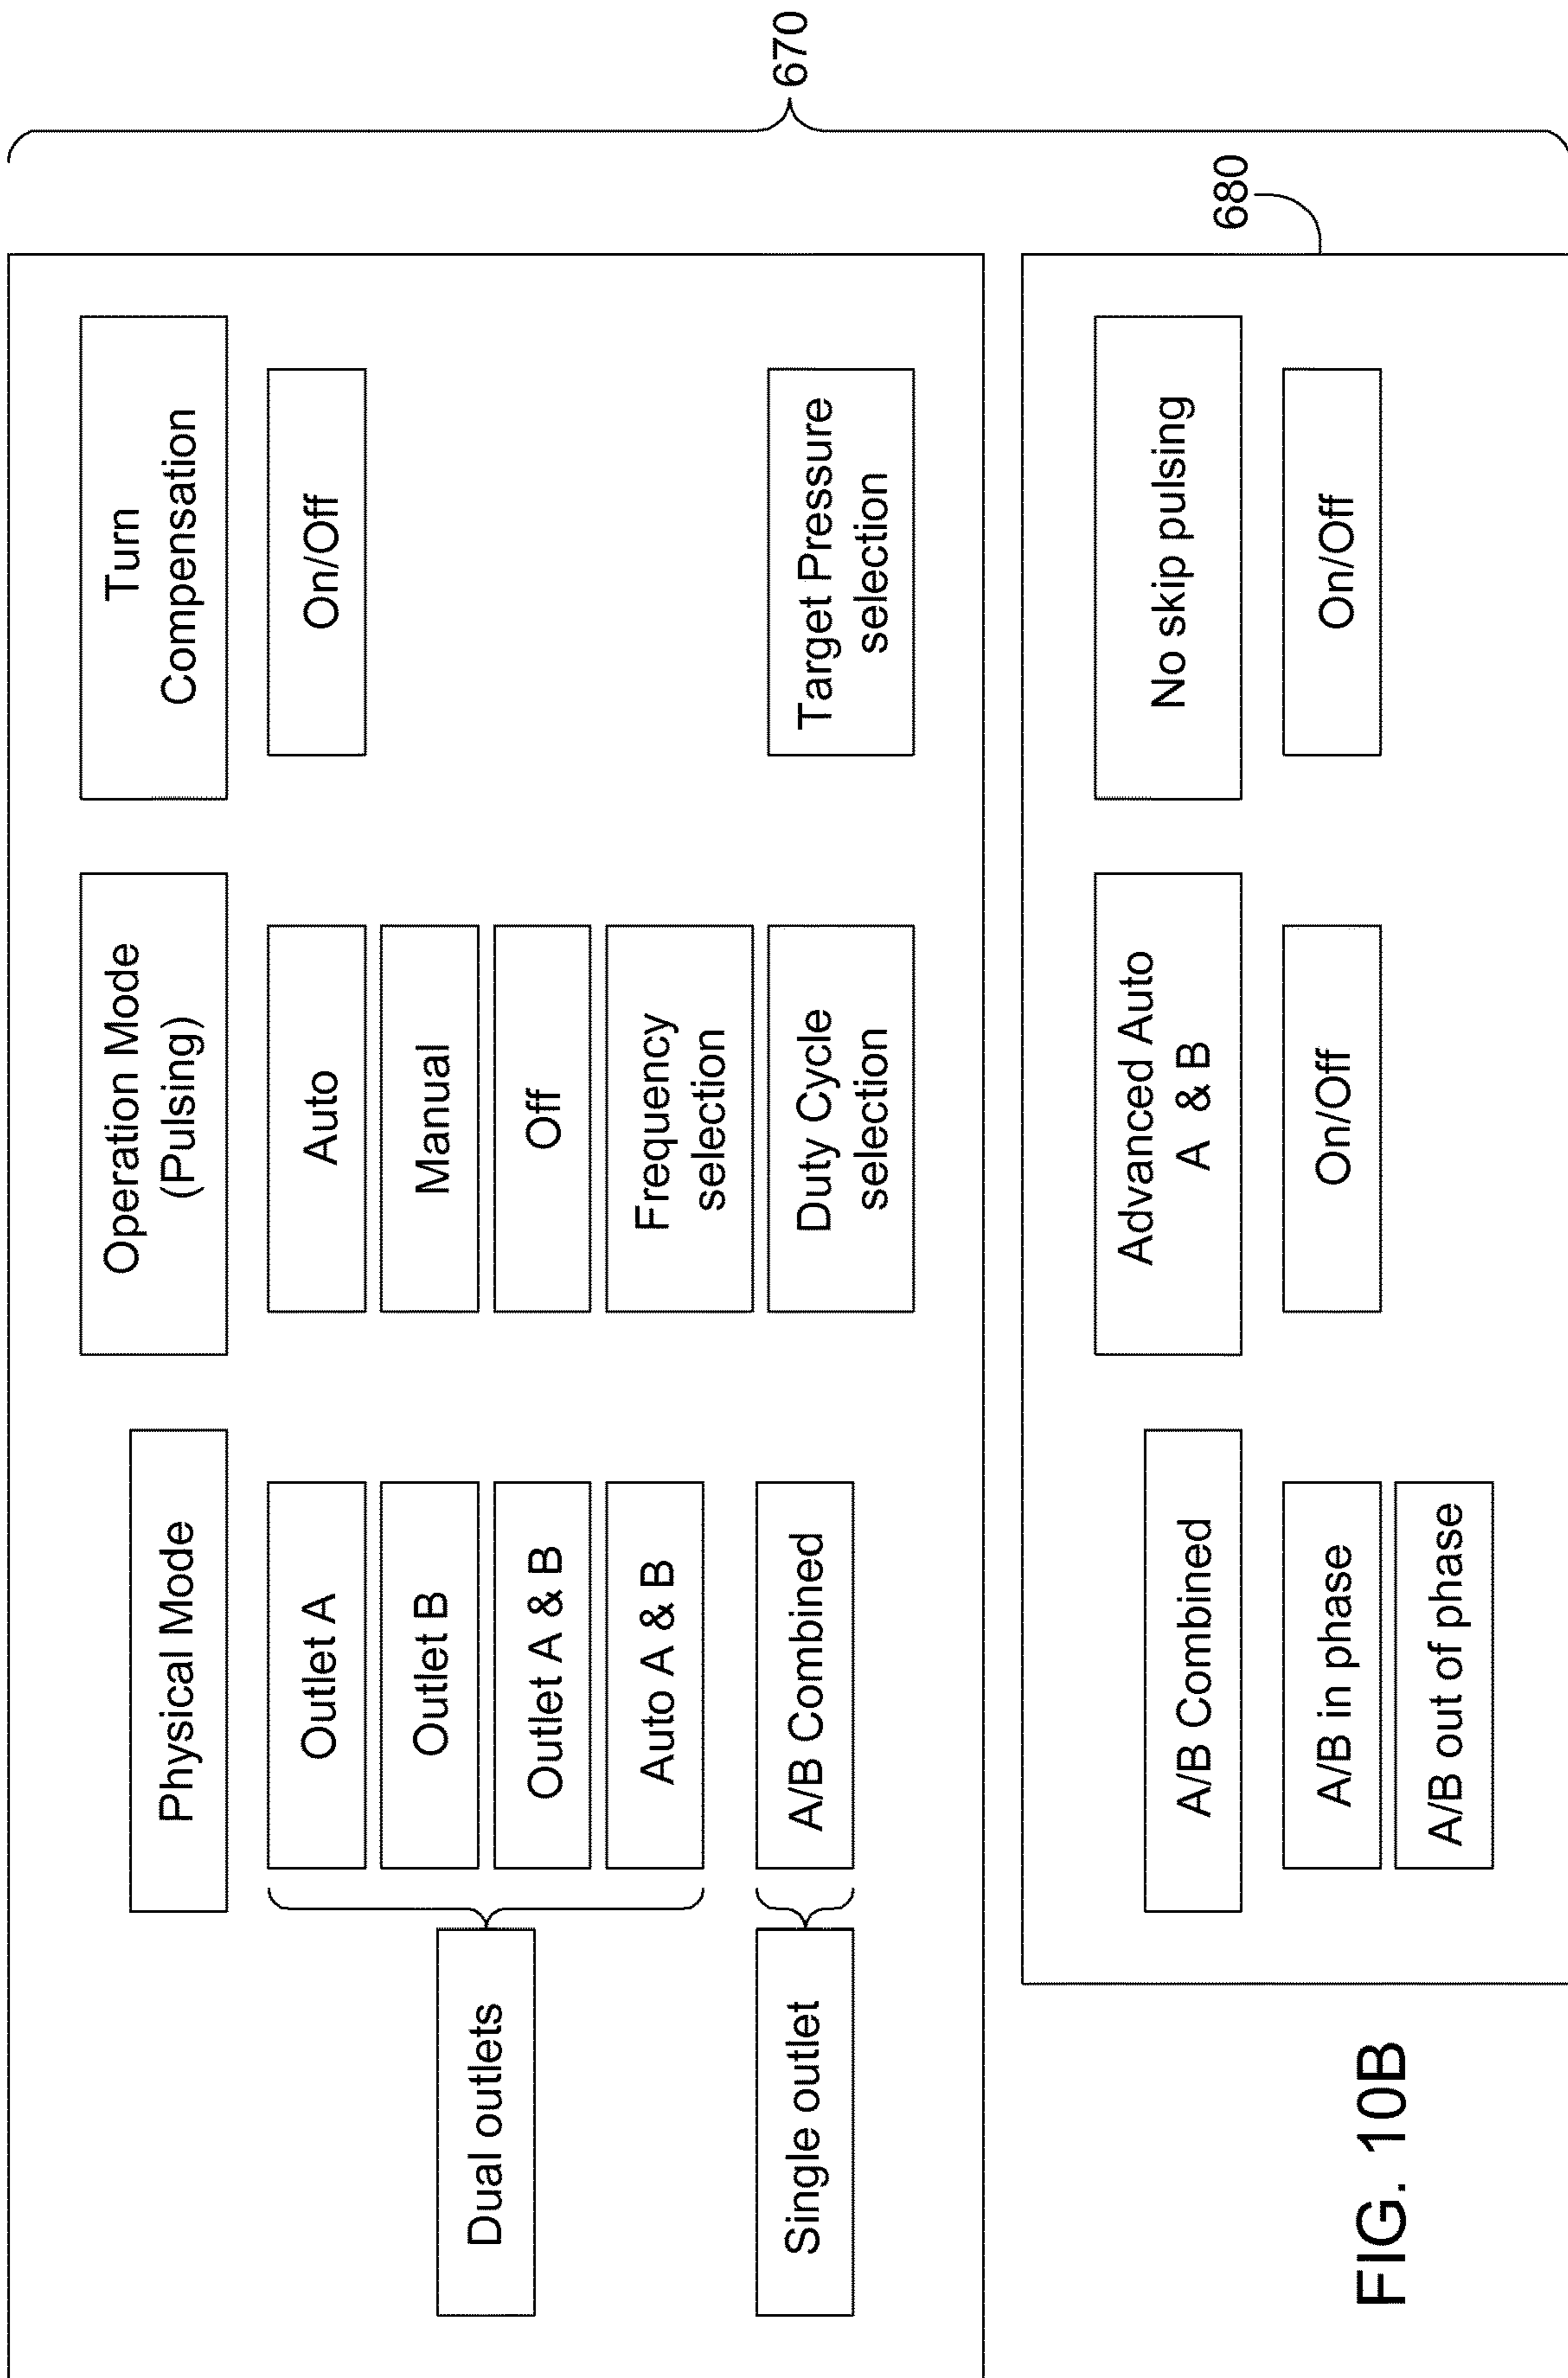 670
Physical Mode
Operation Mode
(Pulsing)
Turn
Compensation
Dual outlets
Outlet A
Outlet B
Outlet A & B
Auto A & B
Single outlet
A/B Combined
Auto
Manual
Off
Frequency
selection
Duty Cycle
selection
On/Off
Target Pressure
selection
680
A/B Combined
A/B in phase
A/B out of phase
Advanced Auto
A & B
On/Off
No skip pulsing
On/Off
FIG. 10B